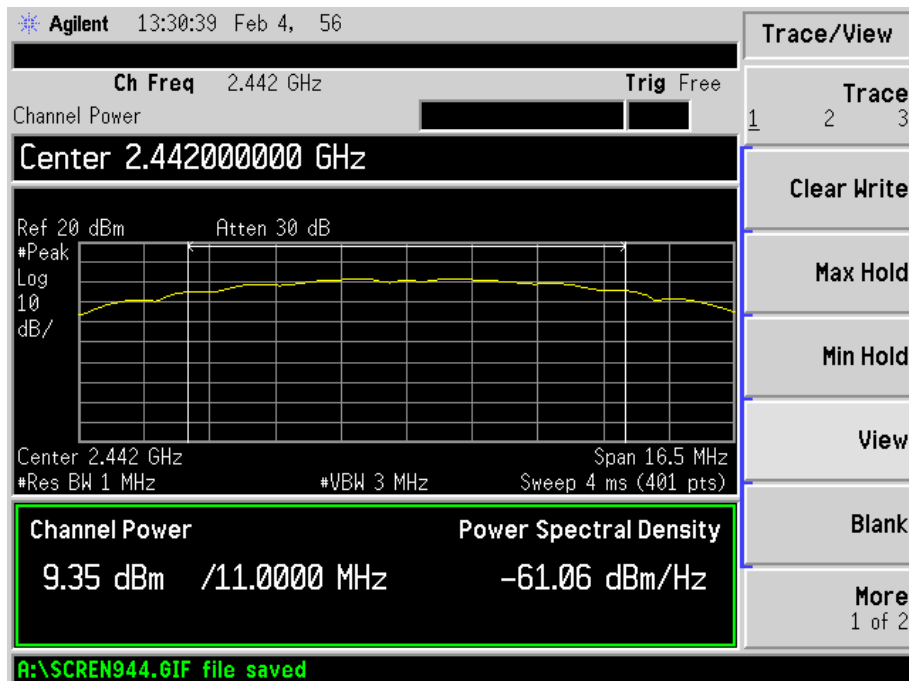 Agilent 13:30:39 Feb 4, 56
Trace/View
Ch Freq 2.442 GHz Trig Free
Channel Power
Trace
1 2 3
Center 2.442000000 GHz
Clear Write
Ref 20 dBm Atten 30 dB
#Peak
Log
10
dB/
Max Hold
Min Hold
View
Center 2.442 GHz Span 16.5 MHz
#Res BW 1 MHz #VBW 3 MHz Sweep 4 ms (401 pts)
Channel Power Power Spectral Density
9.35 dBm /11.0000 MHz -61.06 dBm/Hz
Blank
More
1 of 2
A:\SCREN944.GIF file saved